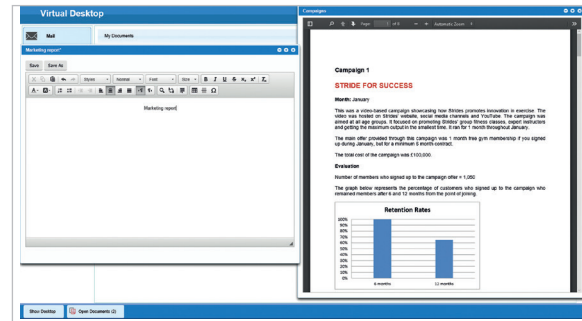 Virtual Desktop
Mail
My Documents
Marketing report*
Save
Save As
Styles
Normal
Font
Size
B I U S x₂ x² Tx
Marketing report
Show Desktop
Open Documents (2)
Campaigns
Page
of 6
Automatic Zoom
Campaign 1
STRIDE FOR SUCCESS
Month: January
This was a video-based campaign showcasing how Strides promotes innovation in exercise. The
video was hosted on Strides' website, social media channels and YouTube. The campaign was
aimed at all age groups. It focused on promoting Strides' group fitness classes, expert instructors
and getting the maximum output in the smallest time. It ran for 1 month throughout January.
The main offer provided through this campaign was 1 month free gym membership if you signed
up during January, but for a minimum 6 month contract.
The total cost of the campaign was £100,000.
Evaluation
Number of members who signed up to the campaign offer = 1,050
The graph below represents the percentage of customers who signed up to the campaign who
remained members after 6 and 12 months from the point of joining.
Retention Rates
100%
90%
80%
70%
60%
50%
40%
30%
20%
10%
0%
6 months
12 months